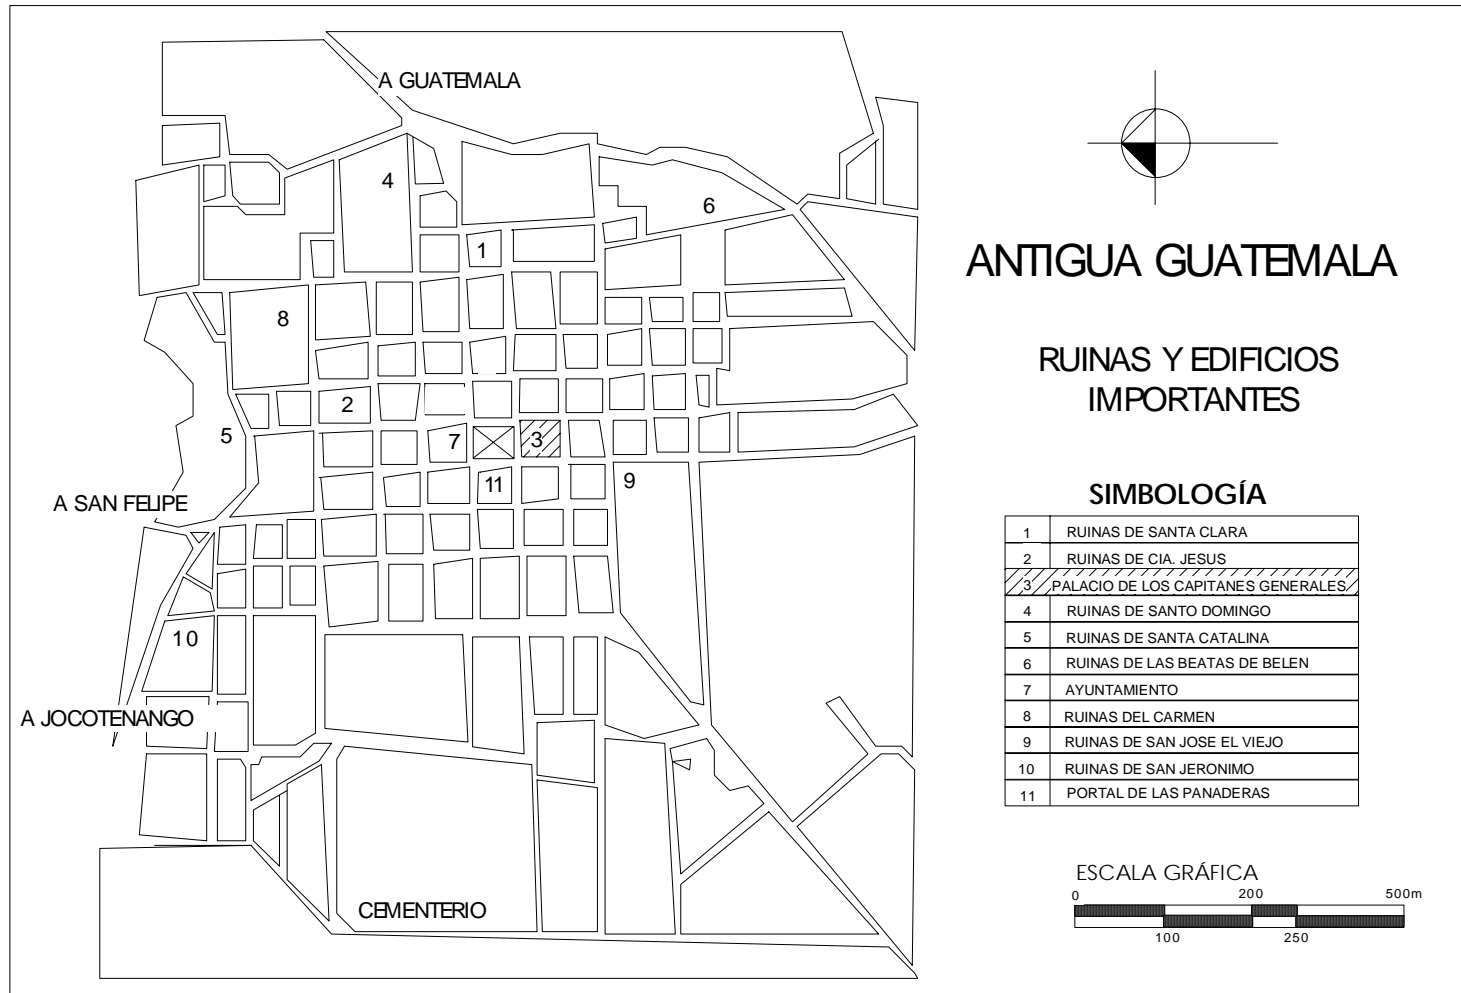 A GUATEMALA
4
6
1
8
2
5
7
3
9
11
A SAN FELIPE
10
A JOCOTENANGO
CEMENTERIO
ANTIGUA GUATEMALA
RUINAS Y EDIFICIOS
IMPORTANTES
SIMBOLOGÍA
1 RUINAS DE SANTA CLARA
2 RUINAS DE CIA. JESUS
3 PALACIO DE LOS CAPITANES GENERALES
4 RUINAS DE SANTO DOMINGO
5 RUINAS DE SANTA CATALINA
6 RUINAS DE LAS BEATAS DE BELEN
7 AYUNTAMIENTO
8 RUINAS DEL CARMEN
9 RUINAS DE SAN JOSE EL VIEJO
10 RUINAS DE SAN JERONIMO
11 PORTAL DE LAS PANADERAS
ESCALA GRÁFICA
0 200 500m
100 250